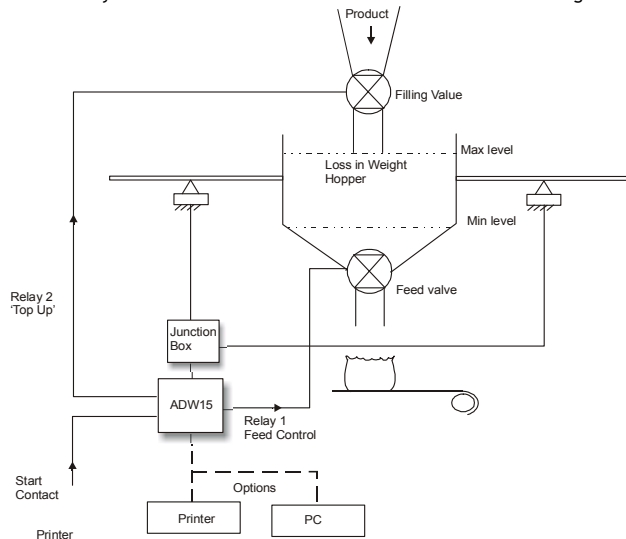 Product
Filling Value
Max level
Loss in Weight
Hopper
Min level
Feed valve
Relay 2
'Top Up'
Junction
Box
ADW15
Relay 1
Feed Control
Start
Contact
Options
Printer
PC
Printer